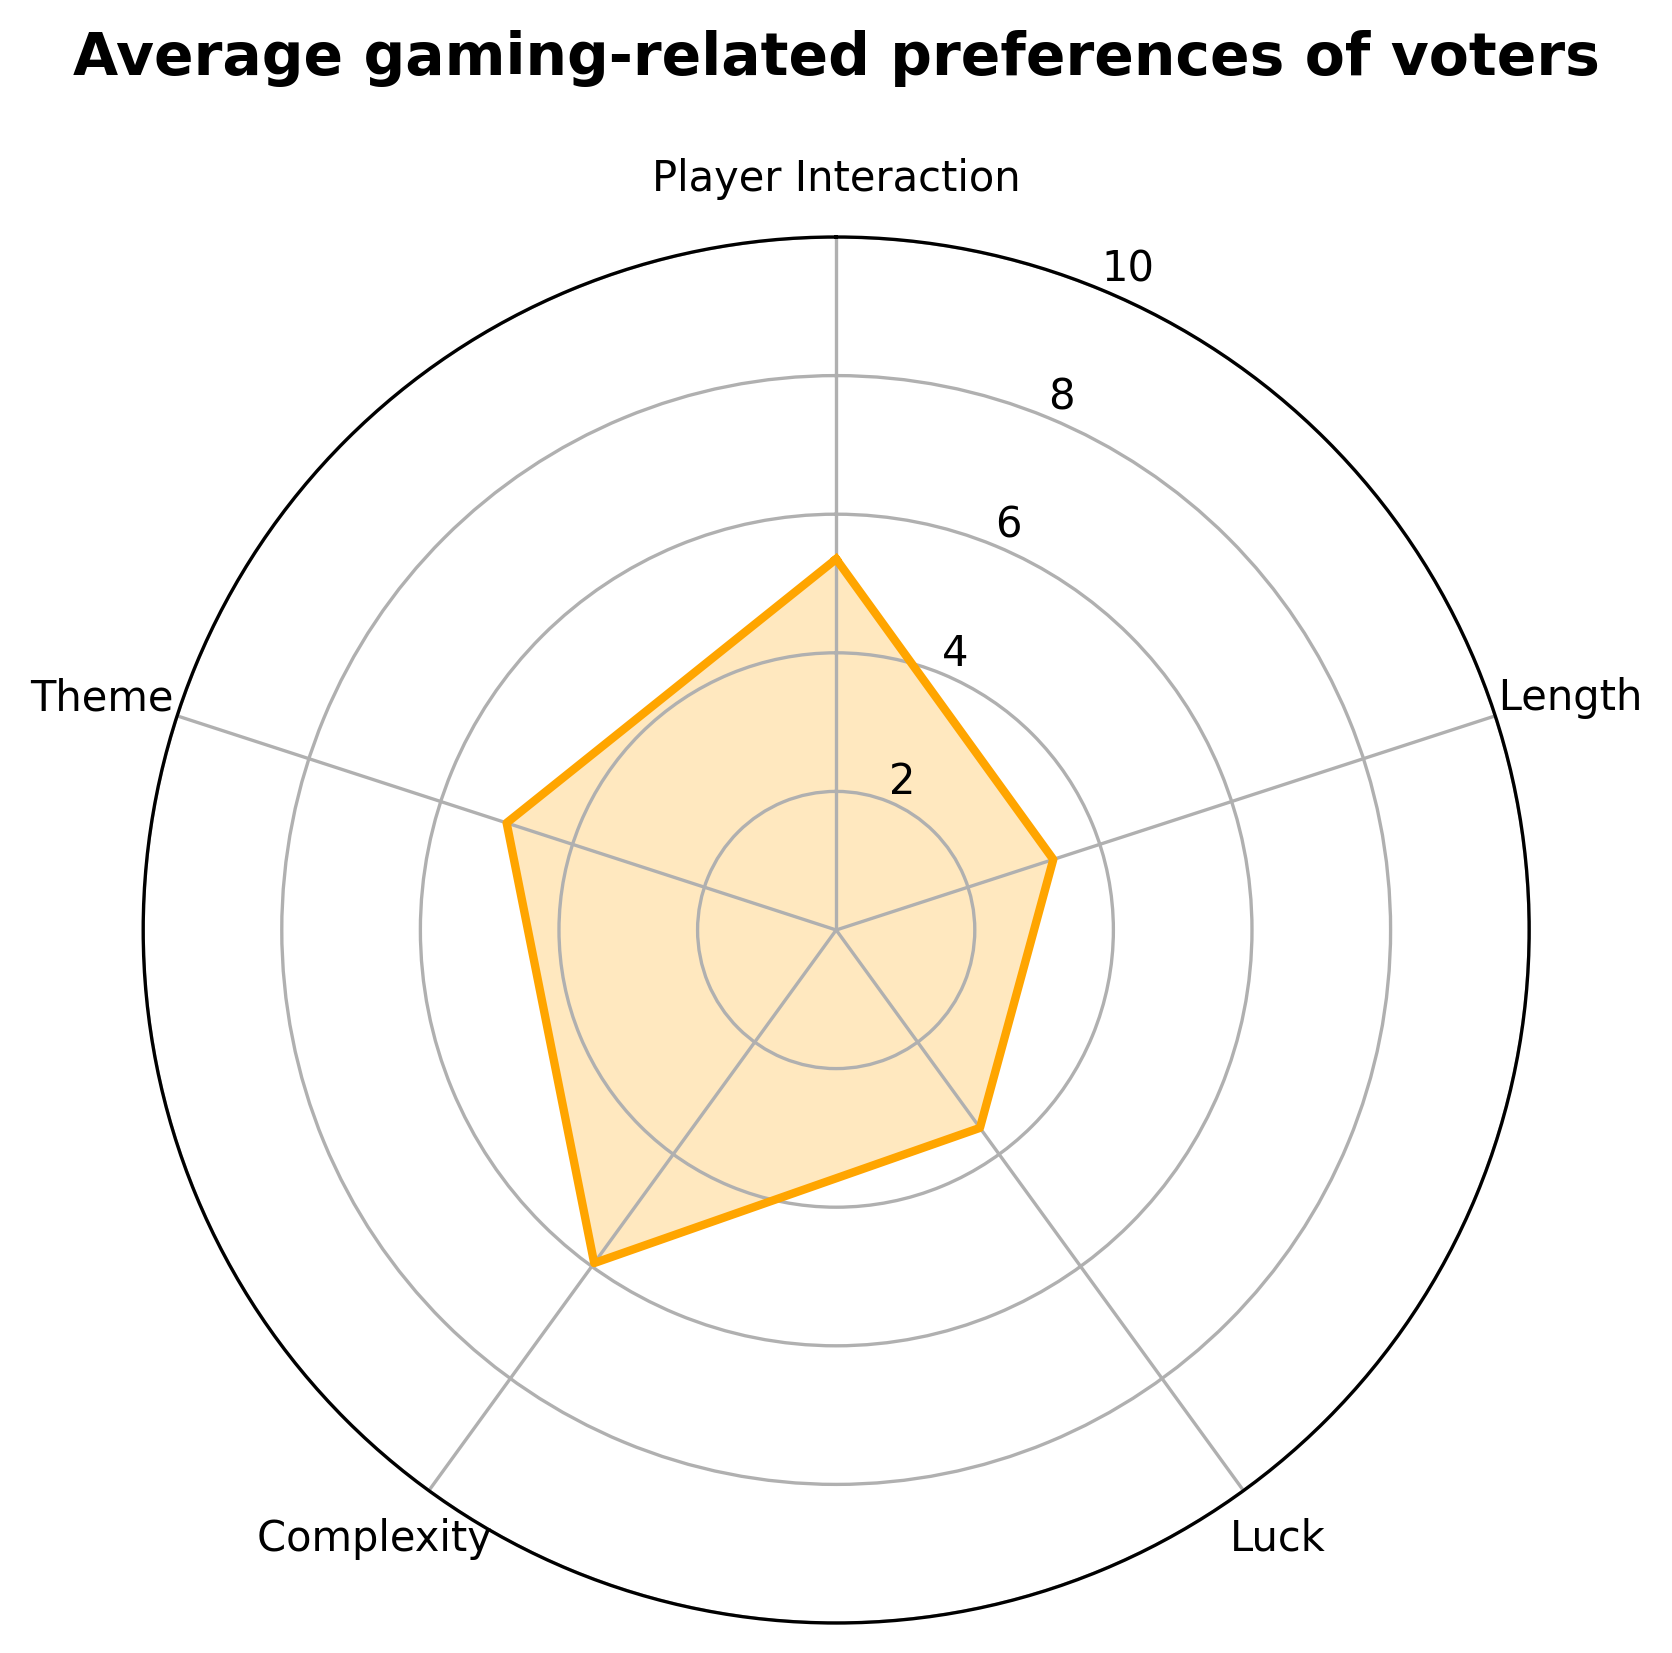 Average gaming-related preferences of voters
Player Interaction
10
8
6
4
2
Theme
Length
Complexity
Luck